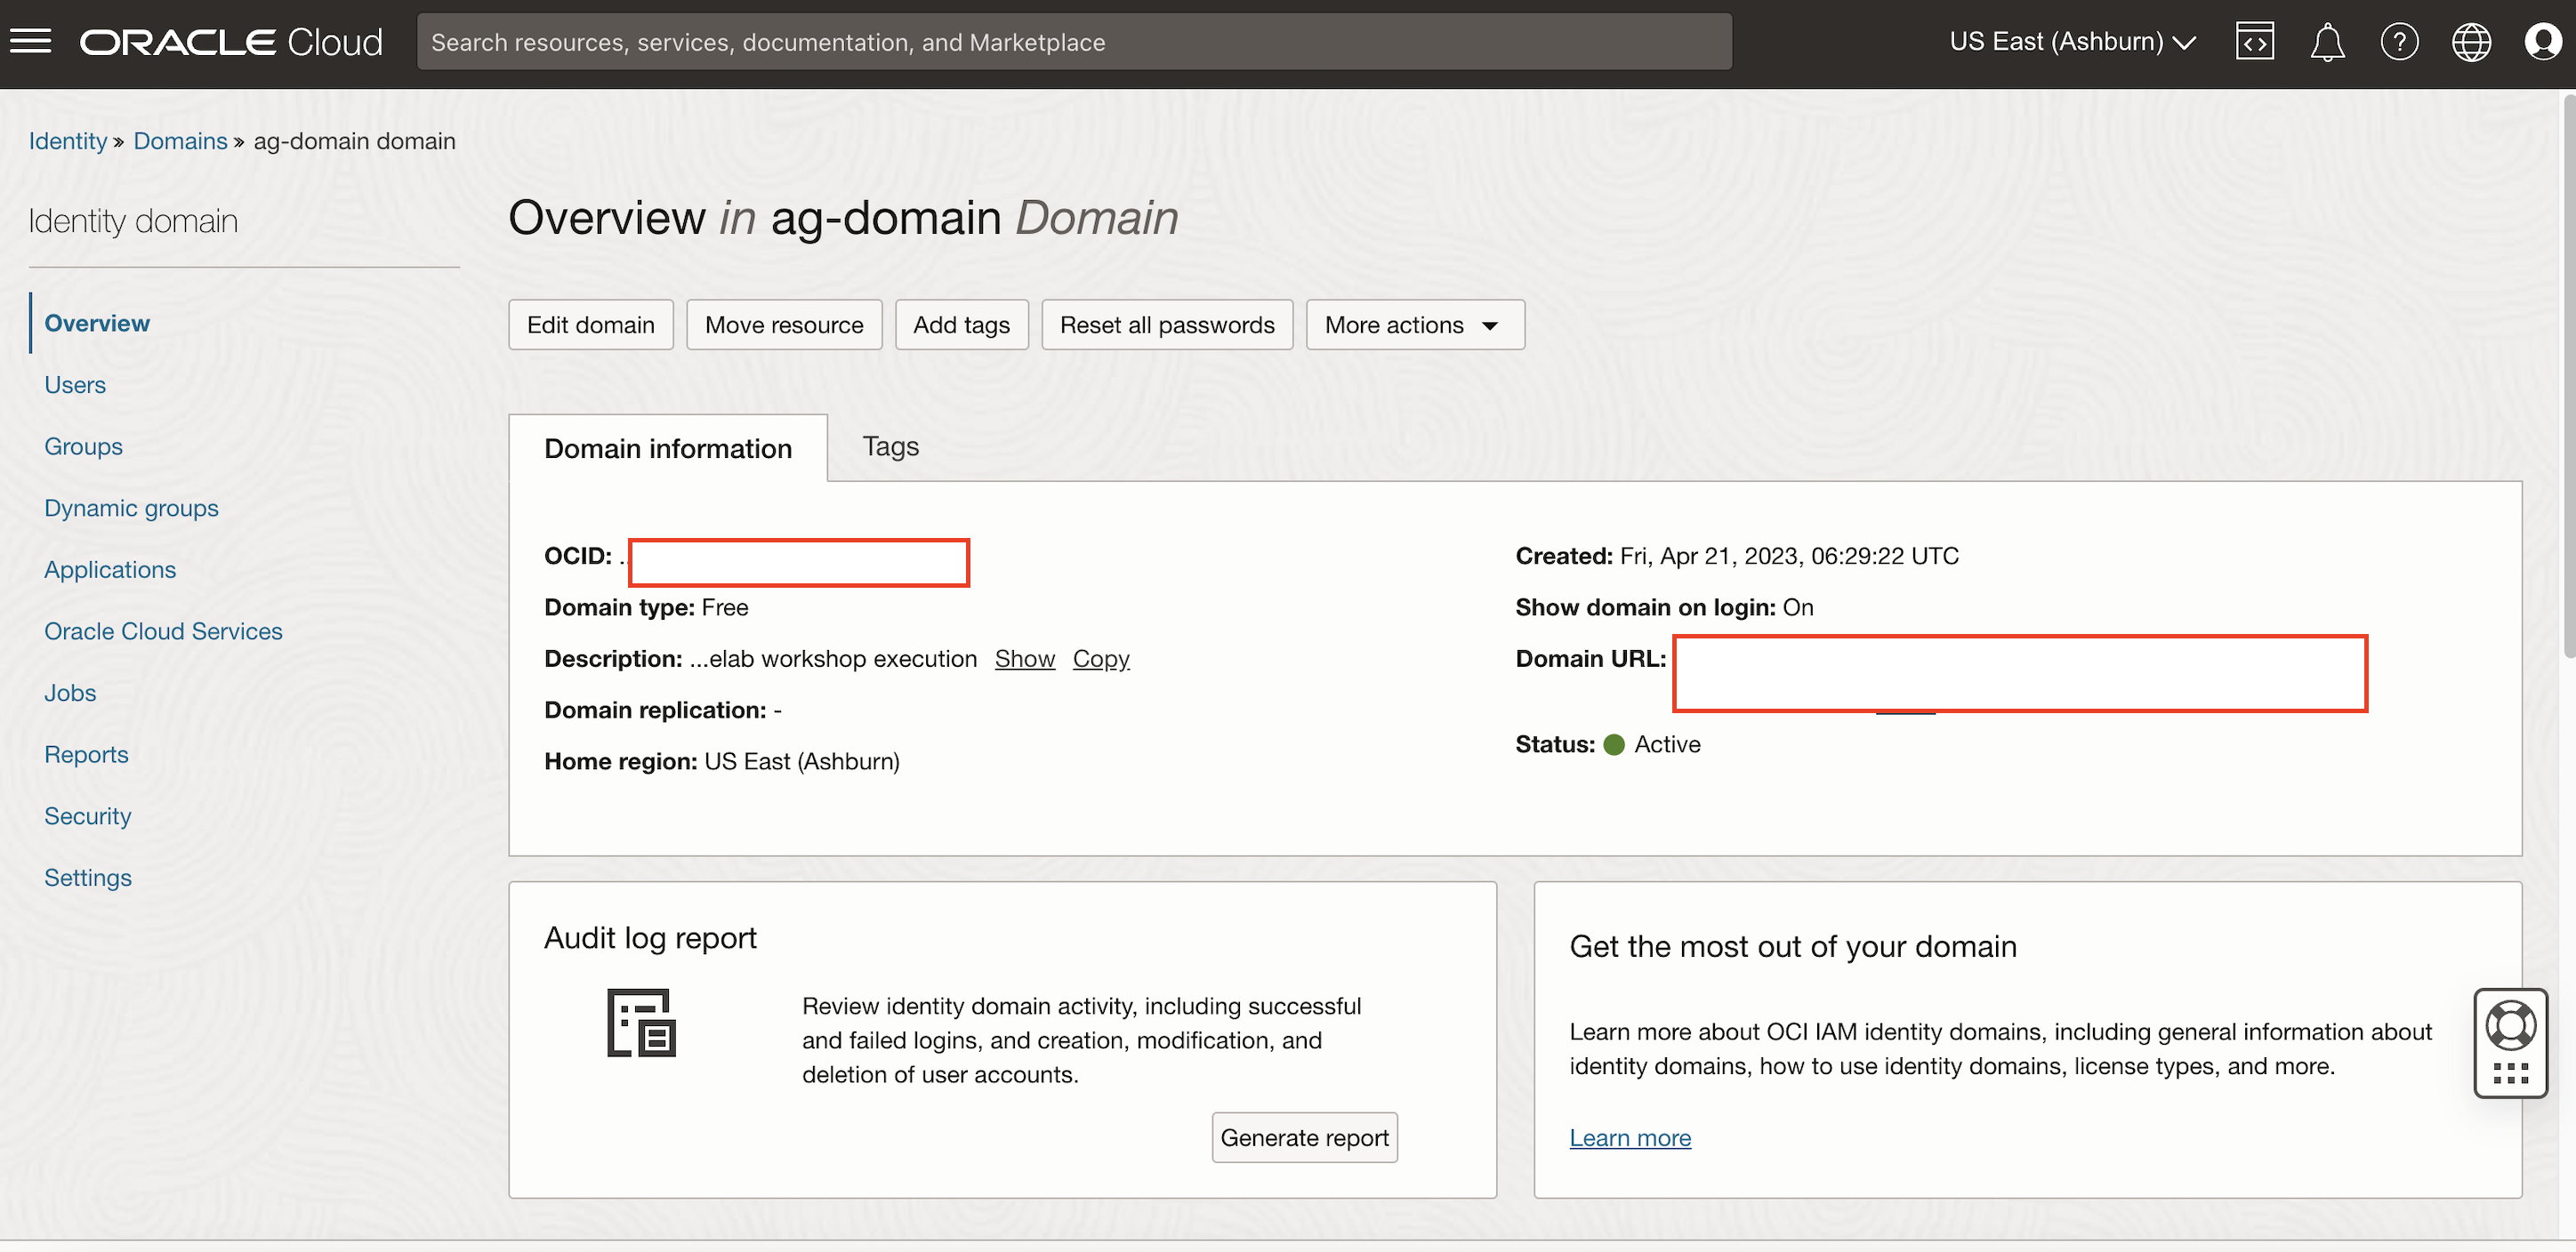 ORACLE Cloud
Search resources, services, documentation, and Marketplace
US East (Ashburn)
Identity » Domains » ag-domain domain
Identity domain
Overview
Users
Groups
Dynamic groups
Applications
Oracle Cloud Services
Jobs
Reports
Security
Settings
Overview in ag-domain Domain
Edit domain
Move resource
Add tags
Reset all passwords
More actions
Domain information
Tags
OCID: ..
Domain type: Free
Description: ...elab workshop execution Show Copy
Domain replication: -
Home region: US East (Ashburn)
Created: Fri, Apr 21, 2023, 06:29:22 UTC
Show domain on login: On
Domain URL:
Status: Active
Audit log report
Review identity domain activity, including successful
and failed logins, and creation, modification, and
deletion of user accounts.
Generate report
Get the most out of your domain
Learn more about OCI IAM identity domains, including general information about
identity domains, how to use identity domains, license types, and more.
Learn more